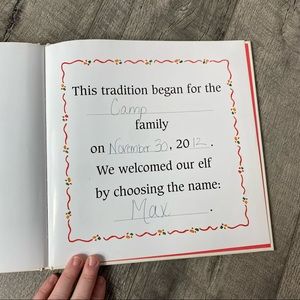 This tradition began for the
Camp
family
on November 30, 2012.
We welcomed our elf
by choosing the name:
Max.